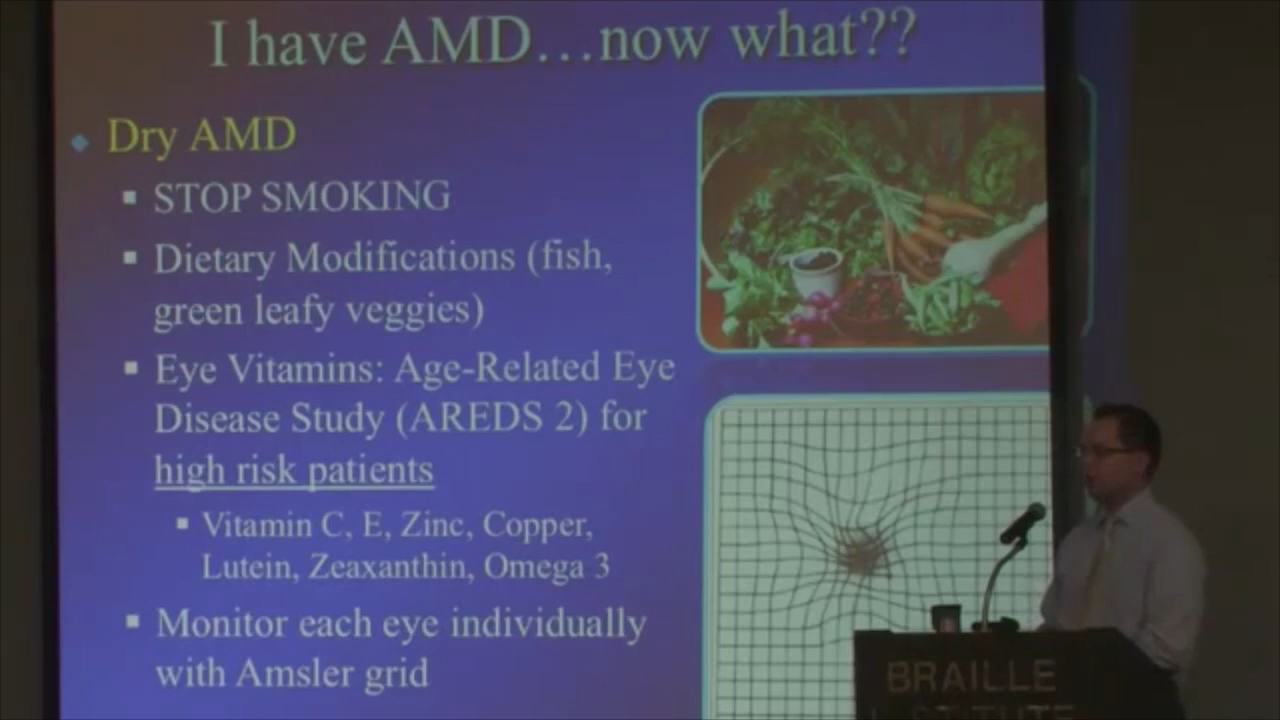 I have AMD...now what??
Dry AMD
STOP SMOKING
Dietary Modifications (fish,
green leafy veggies)
Eye Vitamins: Age-Related Eye
Disease Study (AREDS 2) for
high risk patients
Vitamin C, E, Zinc, Copper,
Lutein, Zeaxanthin, Omega 3
Monitor each eye individually
with Amsler grid
BRAILLE
INSTITUTE